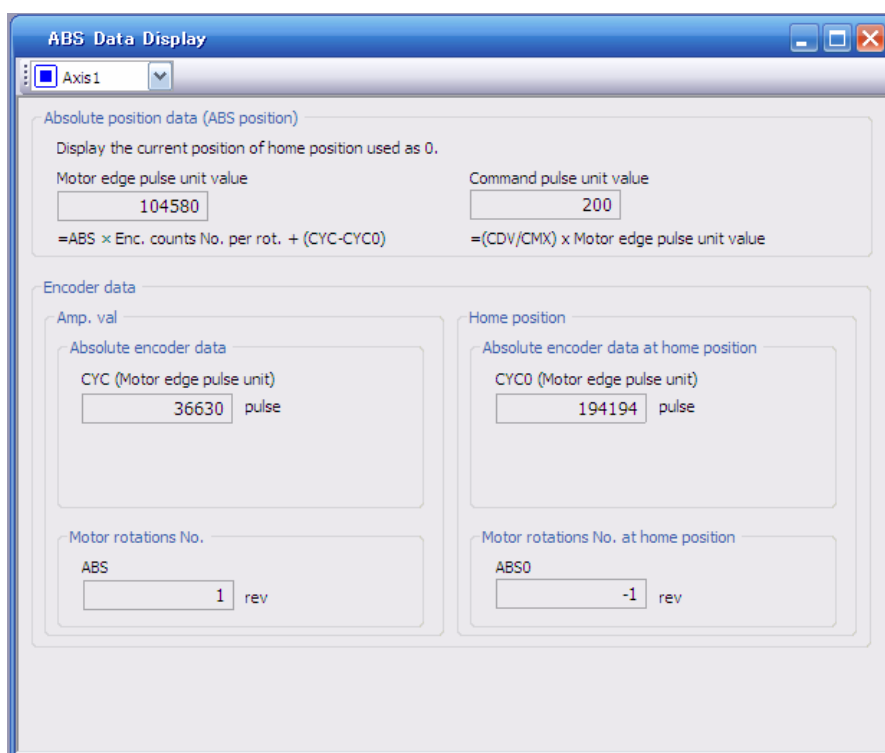 ABS Data Display
Axis1
Absolute position data (ABS position)
Display the current position of home position used as 0.
Motor edge pulse unit value Command pulse unit value
104580 200
=ABS × Enc. counts No. per rot. + (CYC-CYC0) =(CDV/CMX) x Motor edge pulse unit value
Encoder data
Amp. val Home position
Absolute encoder data Absolute encoder data at home position
CYC (Motor edge pulse unit) CYC0 (Motor edge pulse unit)
36630 pulse 194194 pulse
Motor rotations No. Motor rotations No. at home position
ABS ABS0
1 rev -1 rev